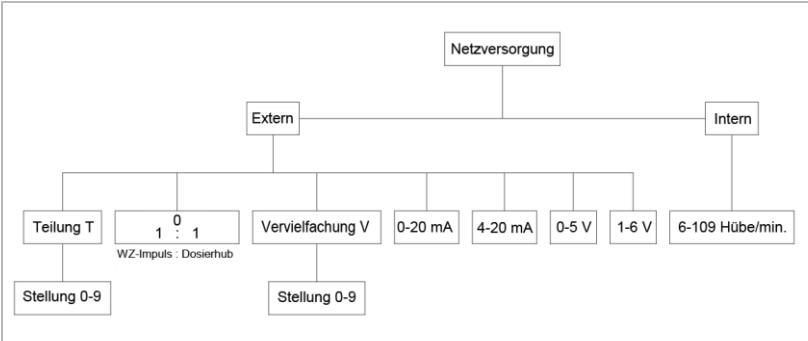 Netzversorgung
Extern
Intern
Teilung T
0
1 : 1
WZ-Impuls : Dosierhub
Vervielfachung V
0-20 mA
4-20 mA
0-5 V
1-6 V
6-109 Hübe/min.
Stellung 0-9
Stellung 0-9